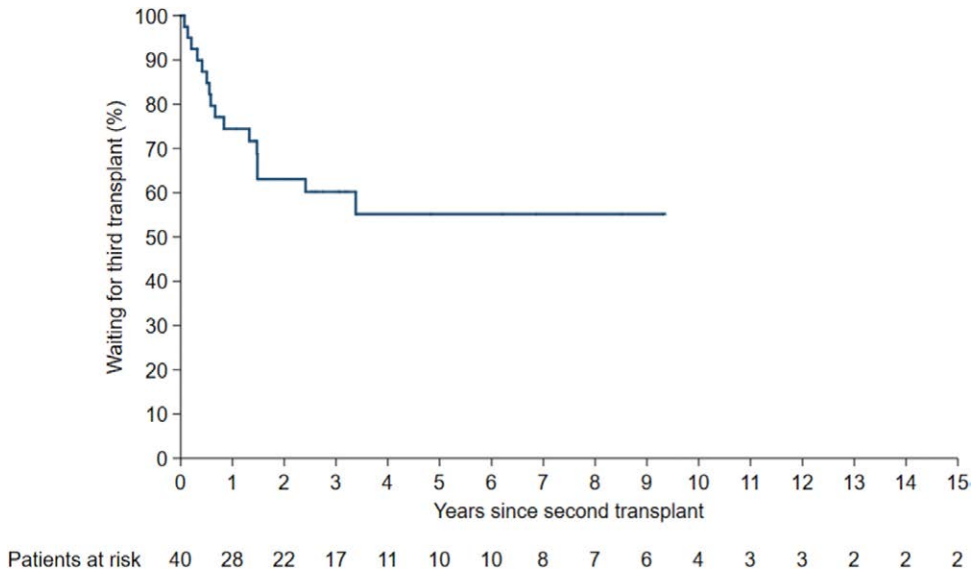 Waiting for third transplant (%)
100
90
80
70
60
50
40
30
20
10
0
0 1 2 3 4 5 6 7 8 9 10 11 12 13 14 15
Years since second transplant
Patients at risk 40 28 22 17 11 10 10 8 7 6 4 3 3 2 2 2